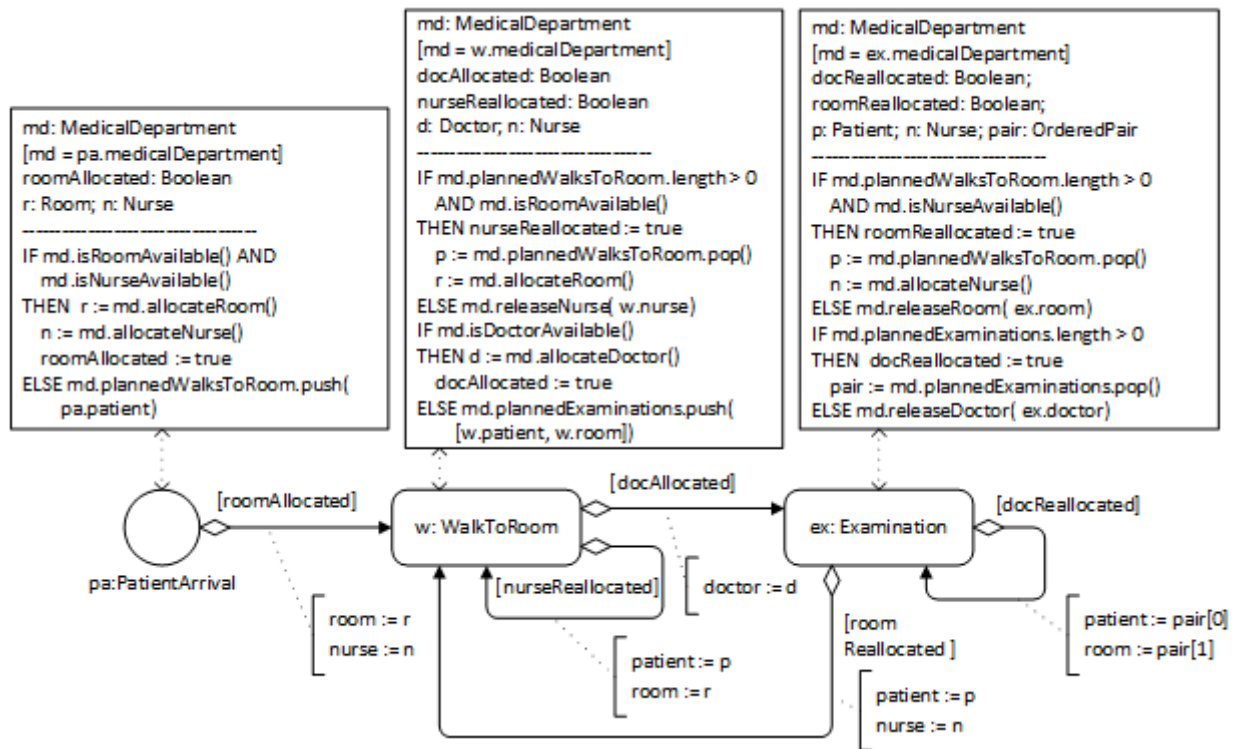 md: MedicalDepartment
[md = pa.medicalDepartment]
roomAllocated: Boolean
r: Room; n: Nurse
------------------------------------
IF md.isRoomAvailable() AND
md.isNurseAvailable()
THEN r := md.allocateRoom()
n := md.allocateNurse()
roomAllocated := true
ELSE md.plannedWalksToRoom.push(
pa.patient)
md: MedicalDepartment
[md = w.medicalDepartment]
docAllocated: Boolean
nurseReallocated: Boolean
d: Doctor; n: Nurse
------------------------------------
IF md.plannedWalksToRoom.length > 0
AND md.isRoomAvailable()
THEN nurseReallocated := true
p := md.plannedWalksToRoom.pop()
r := md.allocateRoom()
ELSE md.releaseNurse( w.nurse)
IF md.isDoctorAvailable()
THEN d := md.allocateDoctor()
docAllocated := true
ELSE md.plannedExaminations.push(
[w.patient, w.room])
md: MedicalDepartment
[md = ex.medicalDepartment]
docReallocated: Boolean;
roomReallocated: Boolean;
p: Patient; n: Nurse; pair: OrderedPair
------------------------------------
IF md.plannedWalksToRoom.length > 0
AND md.isNurseAvailable()
THEN roomReallocated := true
p := md.plannedWalksToRoom.pop()
n := md.allocateNurse()
ELSE md.releaseRoom( ex.room)
IF md.plannedExaminations.length > 0
THEN docReallocated := true
pair := md.plannedExaminations.pop()
ELSE md.releaseDoctor( ex.doctor)
[roomAllocated]
[docAllocated]
[docReallocated]
w: WalkToRoom
ex: Examination
pa:PatientArrival
[nurseReallocated]
doctor := d
room := r
nurse := n
[room
Reallocated ]
patient := pair[0]
room := pair[1]
patient := p
room := r
patient := p
nurse := n